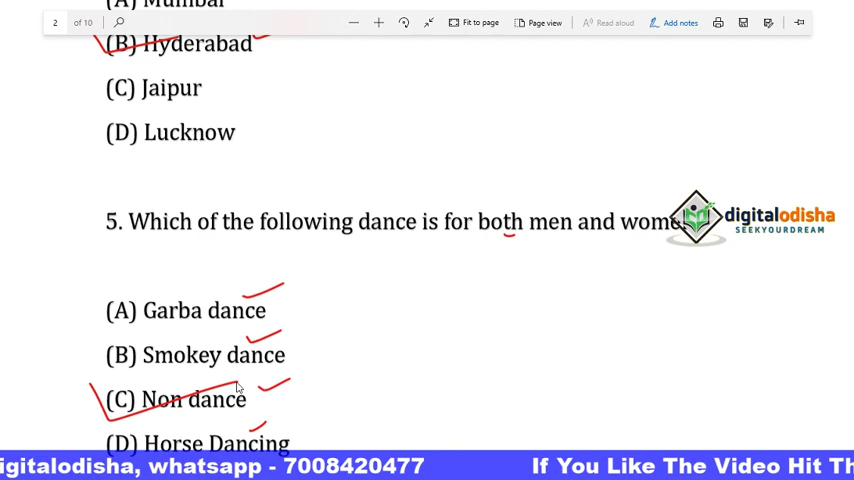 2 of 10
Fit to page
Page view
Read aloud
Add notes
(A) Mumbai
(B) Hyderabad
(C) Jaipur
(D) Lucknow
5. Which of the following dance is for both men and wome
digitalodisha
SEEKYOURDREAM
(A) Garba dance
(B) Smokey dance
(C) Non dance
(D) Horse Dancing
igitalodisha, whatsapp - 7008420477 If You Like The Video Hit Th